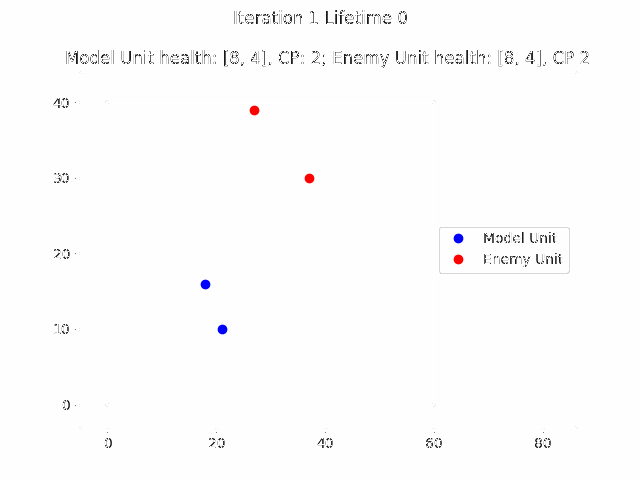 Iteration 1 Lifetime 0
Model Unit health: [8, 4], CP: 2; Enemy Unit health: [8, 4], CP 2
40
30
20
10
0
Model Unit
Enemy Unit
0 20 40 60 80